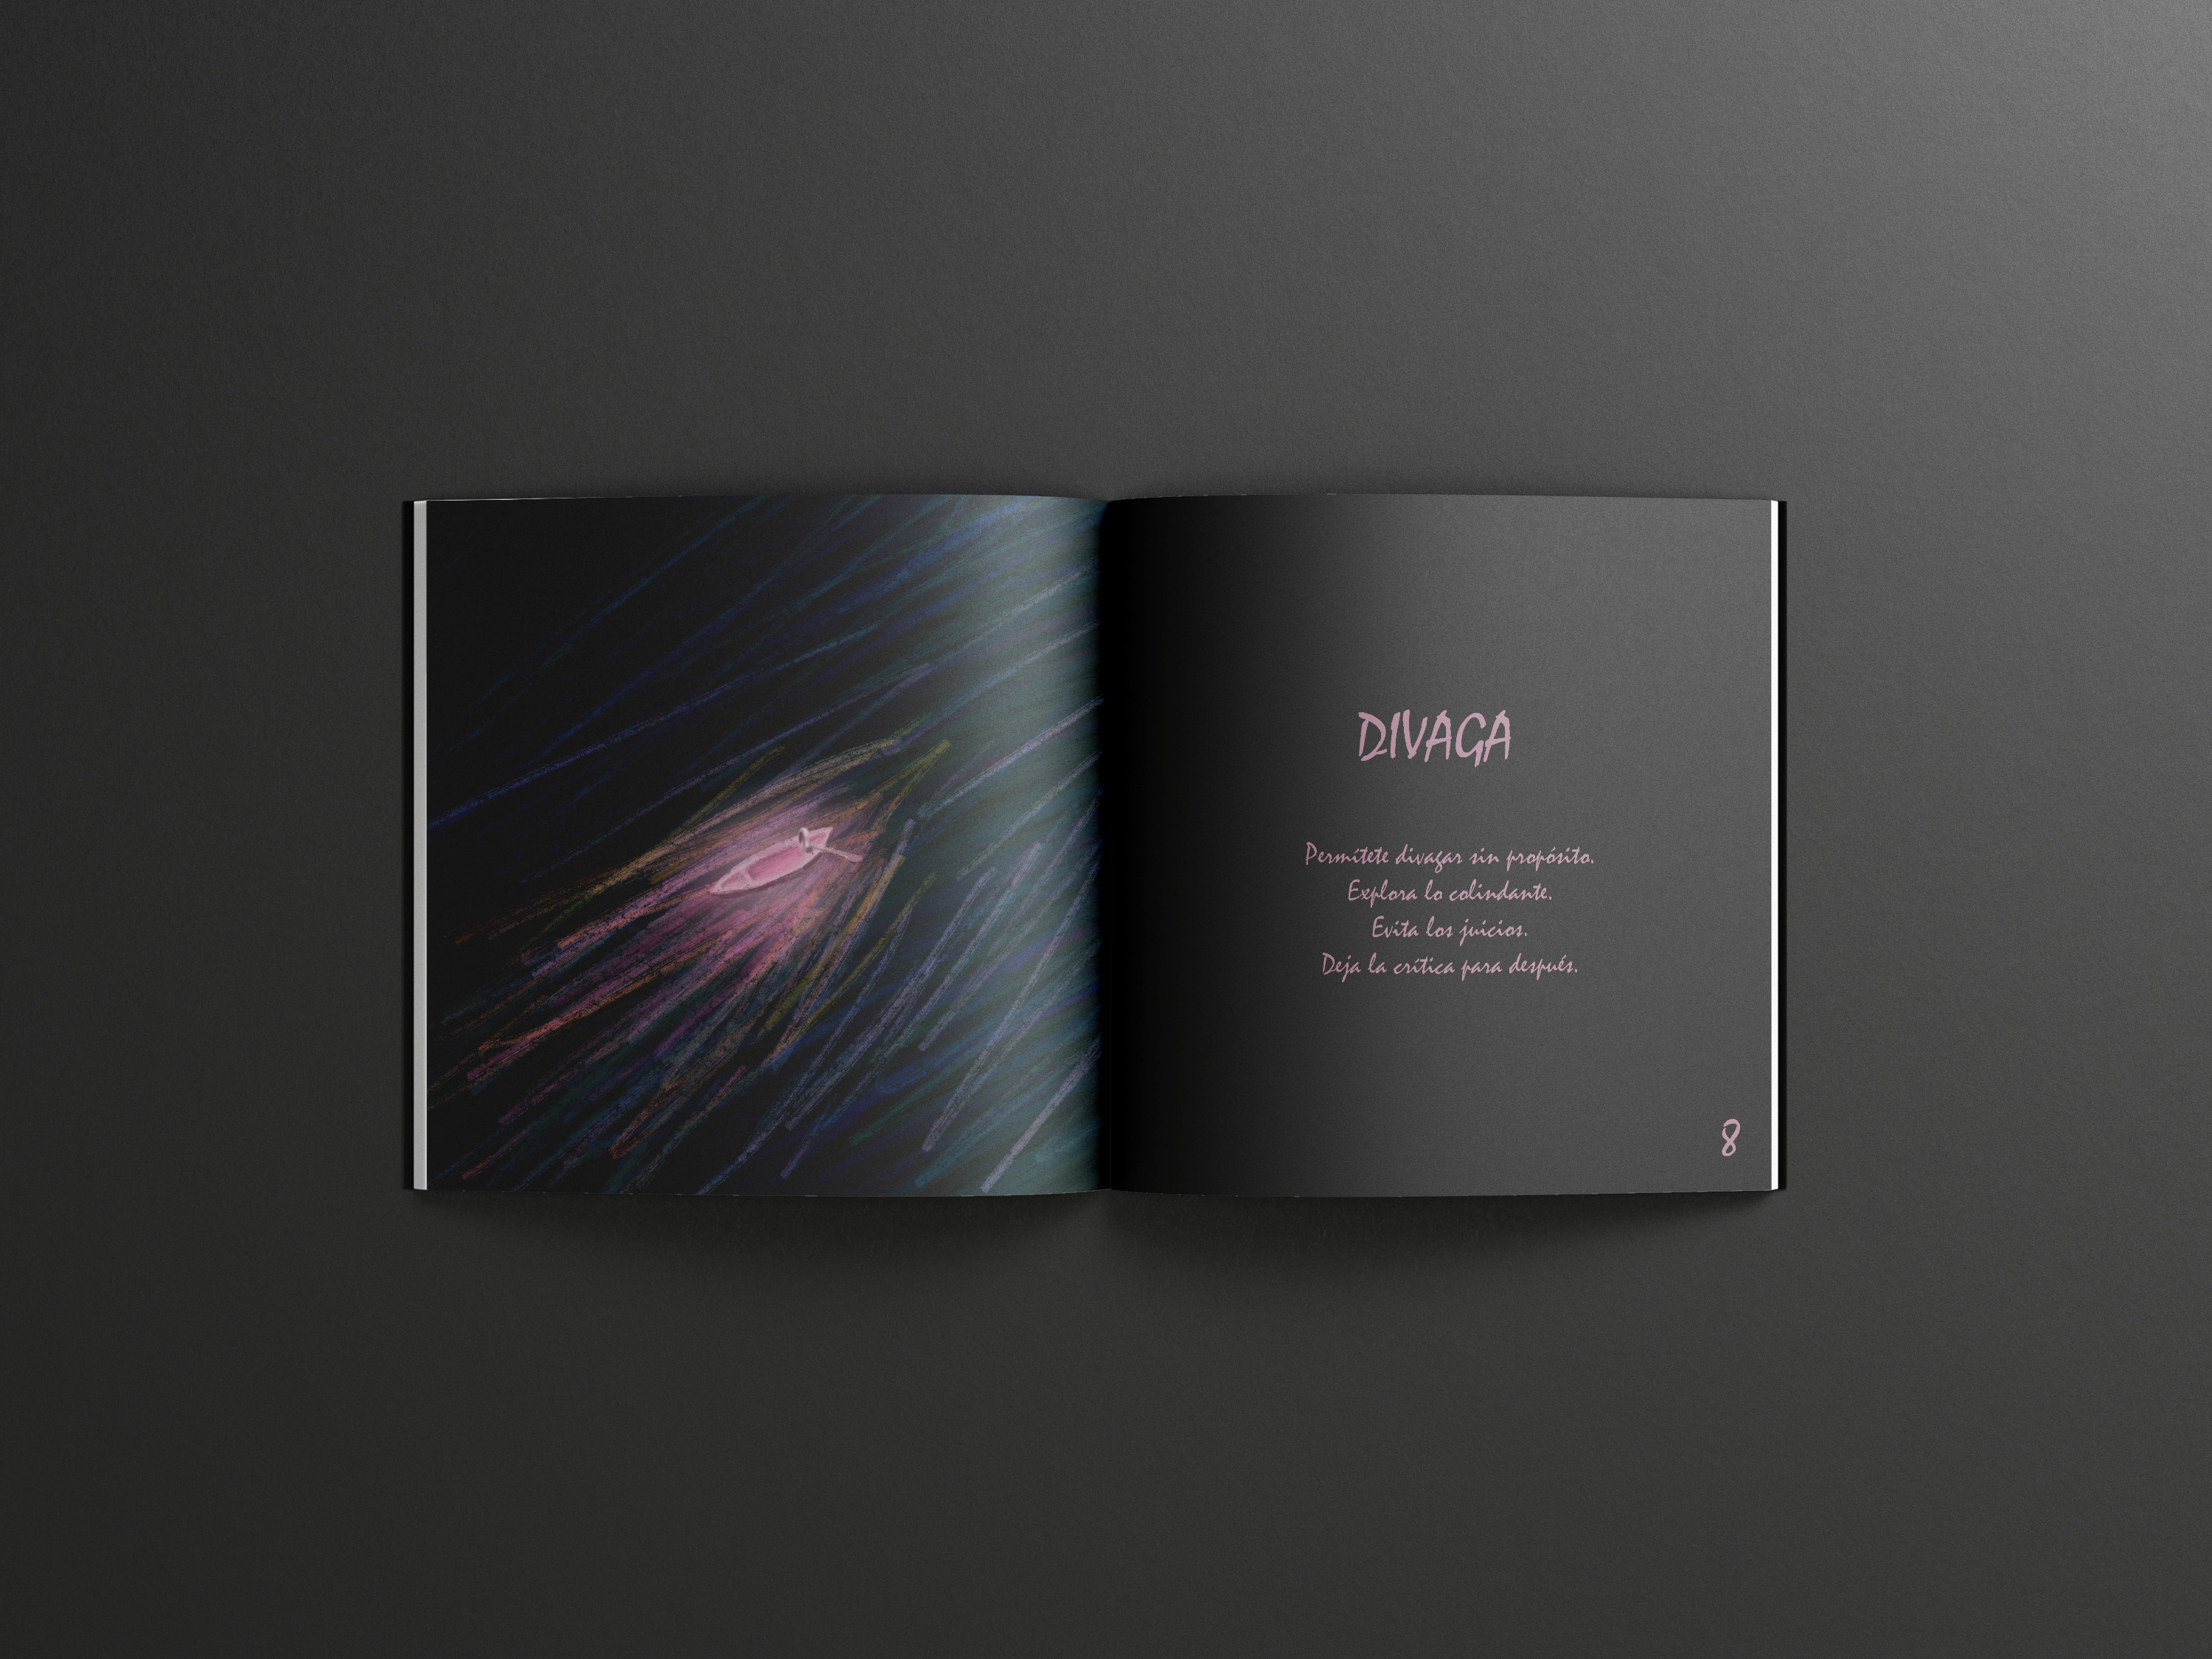 DIVAGA
Permítete divagar sin propósito.
Explora lo colindante.
Evita los juicios.
Deja la crítica para después.
8